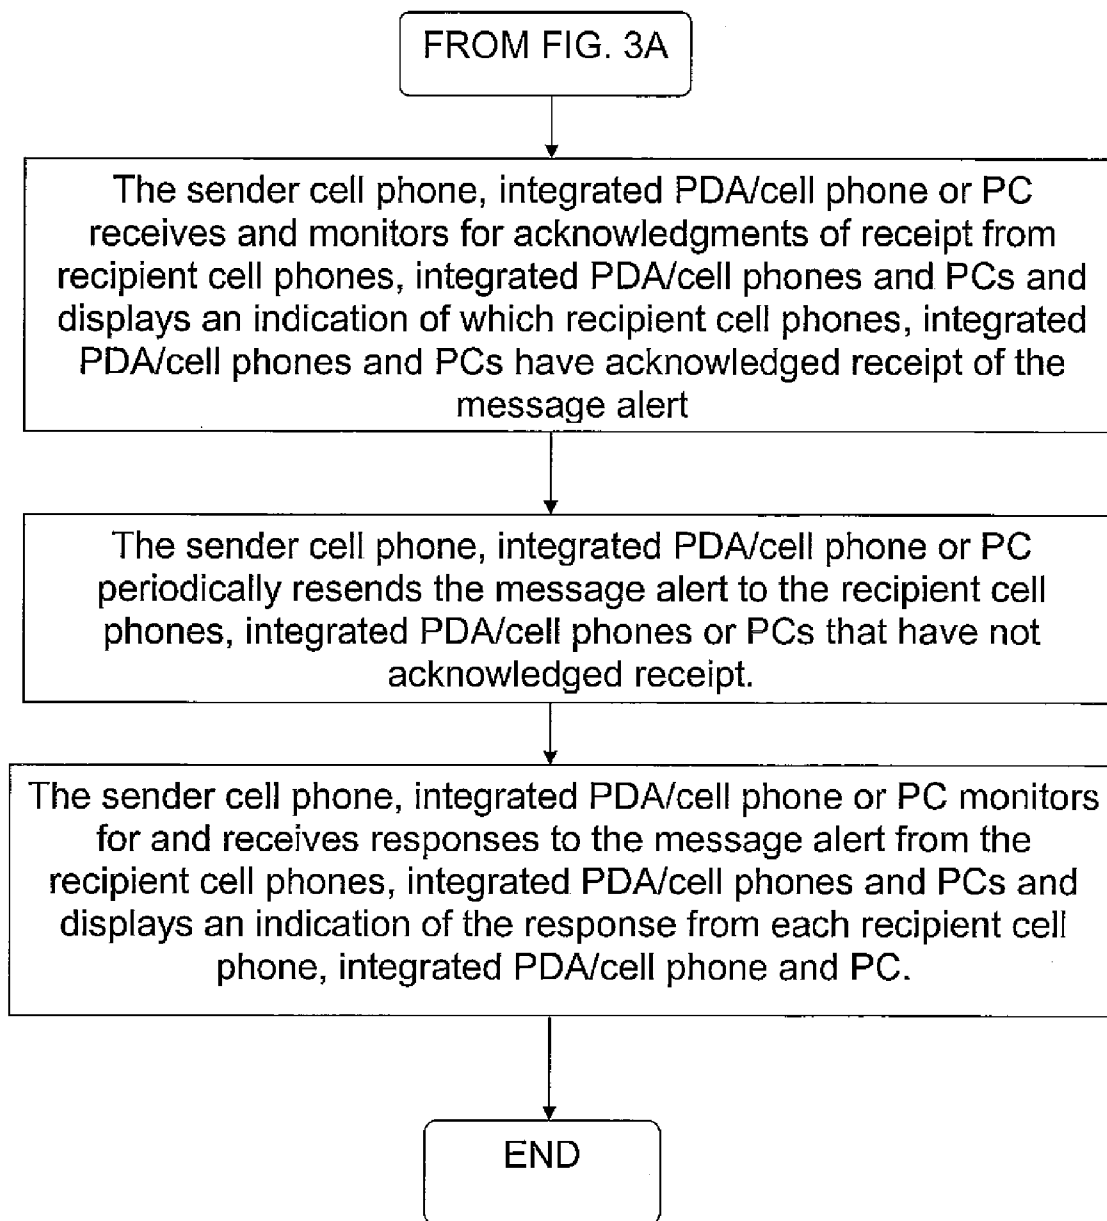 FROM FIG. 3A
The sender cell phone, integrated PDA/cell phone or PC
receives and monitors for acknowledgments of receipt from
recipient cell phones, integrated PDA/cell phones and PCs and
displays an indication of which recipient cell phones, integrated
PDA/cell phones and PCs have acknowledged receipt of the
message alert
The sender cell phone, integrated PDA/cell phone or PC
periodically resends the message alert to the recipient cell
phones, integrated PDA/cell phones or PCs that have not
acknowledged receipt.
The sender cell phone, integrated PDA/cell phone or PC monitors
for and receives responses to the message alert from the
recipient cell phones, integrated PDA/cell phones and PCs and
displays an indication of the response from each recipient cell
phone, integrated PDA/cell phone and PC.
END